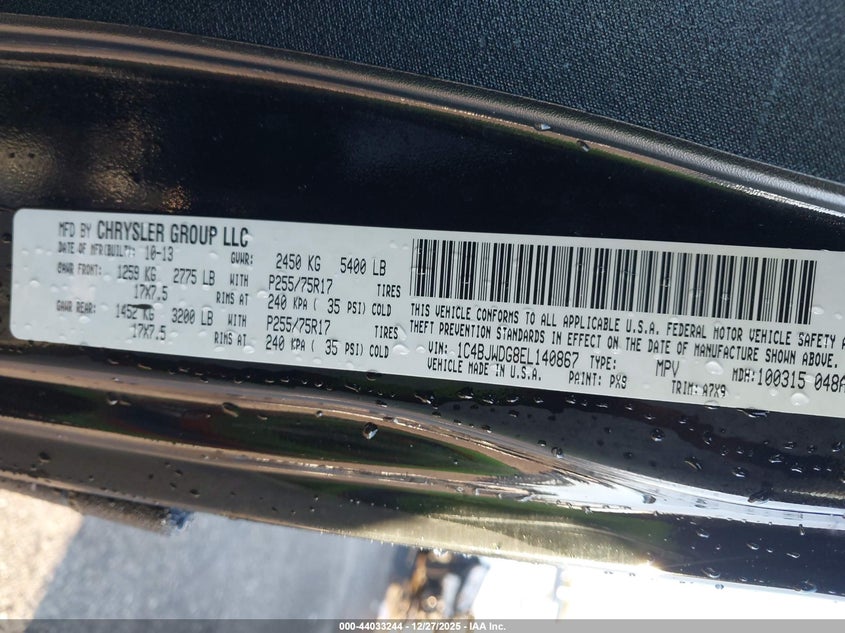 MFD BY CHRYSLER GROUP LLC
DATE OF MFR(BUILT): 10-13 GVWR: 2450 KG 5400 LB
GAWR FRONT: 1259 KG 2775 LB WITH P255/75R17 TIRES
17X7.5 RIMS AT 240 KPA ( 35 PSI) COLD
GAWR REAR: 1452 KG 3200 LB WITH P255/75R17 TIRES
17X7.5 RIMS AT 240 KPA ( 35 PSI) COLD
THIS VEHICLE CONFORMS TO ALL APPLICABLE U.S.A. FEDERAL MOTOR VEHICLE SAFETY A
THEFT PREVENTION STANDARDS IN EFFECT ON THE DATE OF MANUFACTURE SHOWN ABOVE.
VIN: 1C4BJWDG8EL140867 TYPE: MPV MDH:100315 048A
VEHICLE MADE IN U.S.A. PAINT: PX9 TRIM: A7X9
000-44033244 | 12/27/2025 | IAA Inc.